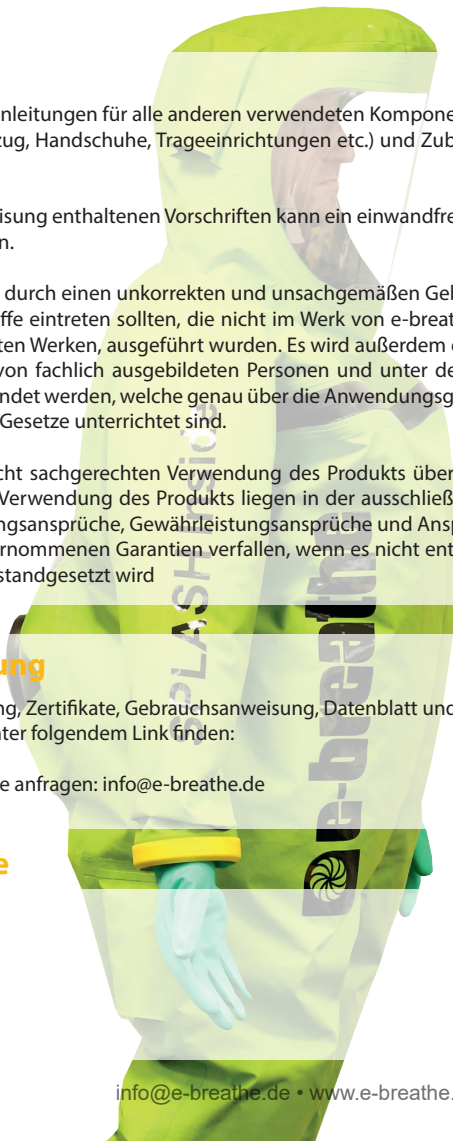 nleitungen für alle anderen verwendeten Kompone
zug, Handschuhe, Trageeinrichtungen etc.) und Zub
isung enthaltenen Vorschriften kann ein einwandfre
n.
durch einen unkorrekten und unsachgemäßen Gel
ffe eintreten sollten, die nicht im Werk von e-breat
ten Werken, ausgeführt wurden. Es wird außerdem
von fachlich ausgebildeten Personen und unter de
ndet werden, welche genau über die Anwendungsg
Gesetze unterrichtet sind.
cht sachgerechten Verwendung des Produkts über
Verwendung des Produkts liegen in der ausschließ
ngsansprüche, Gewährleistungsansprüche und Ansp
ernommenen Garantien verfallen, wenn es nicht ent
standgesetzt wird
SPLASH Inside
e-breathe
ung
ng, Zertifikate, Gebrauchsanweisung, Datenblatt und
nter folgendem Link finden:
e anfragen: info@e-breathe.de
e
info@e-breathe.de • www.e-breathe.